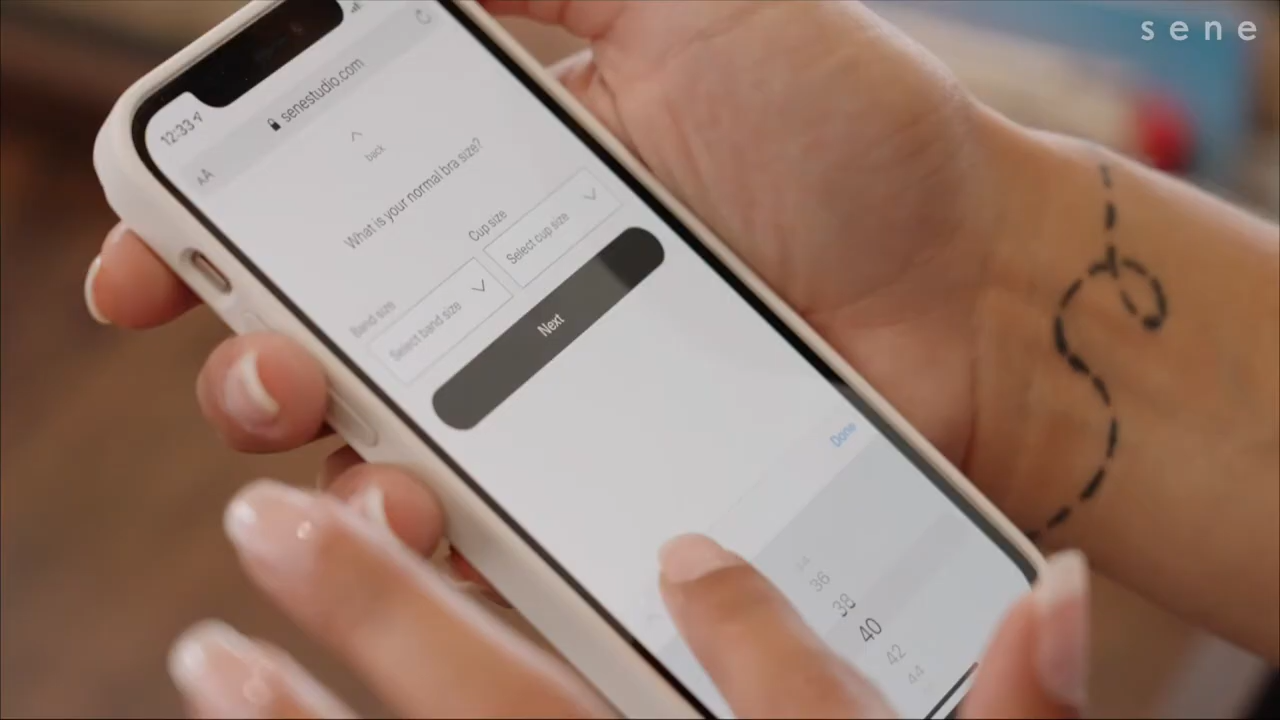 sene
12:33
AA
senestudio.com
back
What is your normal bra size?
Band size
Cup size
Select band size
Select cup size
Next
Done
34
36
38
40
42
44